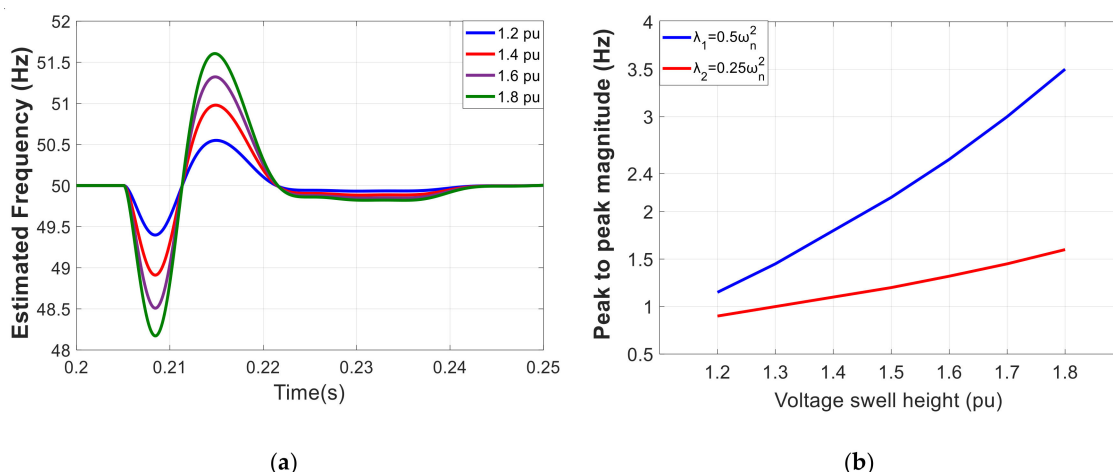 52
51.5
51
50.5
50
49.5
49
48.5
48
Estimated Frequency (Hz)
1.2 pu
1.4 pu
1.6 pu
1.8 pu
0.2 0.21 0.22 0.23 0.24 0.25
Time(s)
(a)
4
3.5
3
2.4
2
1.5
1
0.5
Peak to peak magnitude (Hz)
λ₁=0.5ωₙ²
λ₂=0.25ωₙ²
1.2 1.3 1.4 1.5 1.6 1.7 1.8
Voltage swell height (pu)
(b)